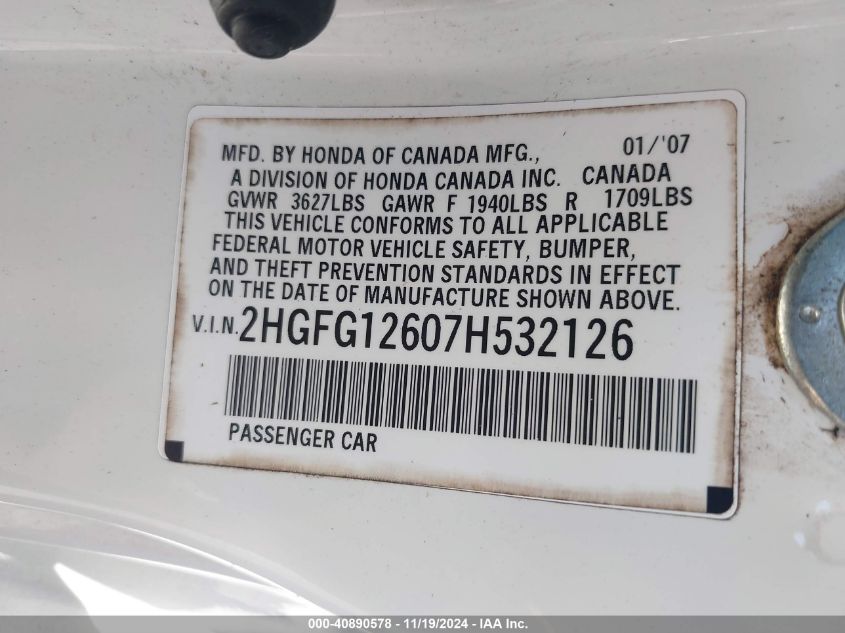 MFD. BY HONDA OF CANADA MFG., 01/'07
A DIVISION OF HONDA CANADA INC. CANADA
GVWR 3627LBS GAWR F 1940LBS R 1709LBS
THIS VEHICLE CONFORMS TO ALL APPLICABLE
FEDERAL MOTOR VEHICLE SAFETY, BUMPER,
AND THEFT PREVENTION STANDARDS IN EFFECT
ON THE DATE OF MANUFACTURE SHOWN ABOVE.
V.I.N. 2HGFG12607H532126
PASSENGER CAR
000-40890578 - 11/19/2024 - IAA Inc.